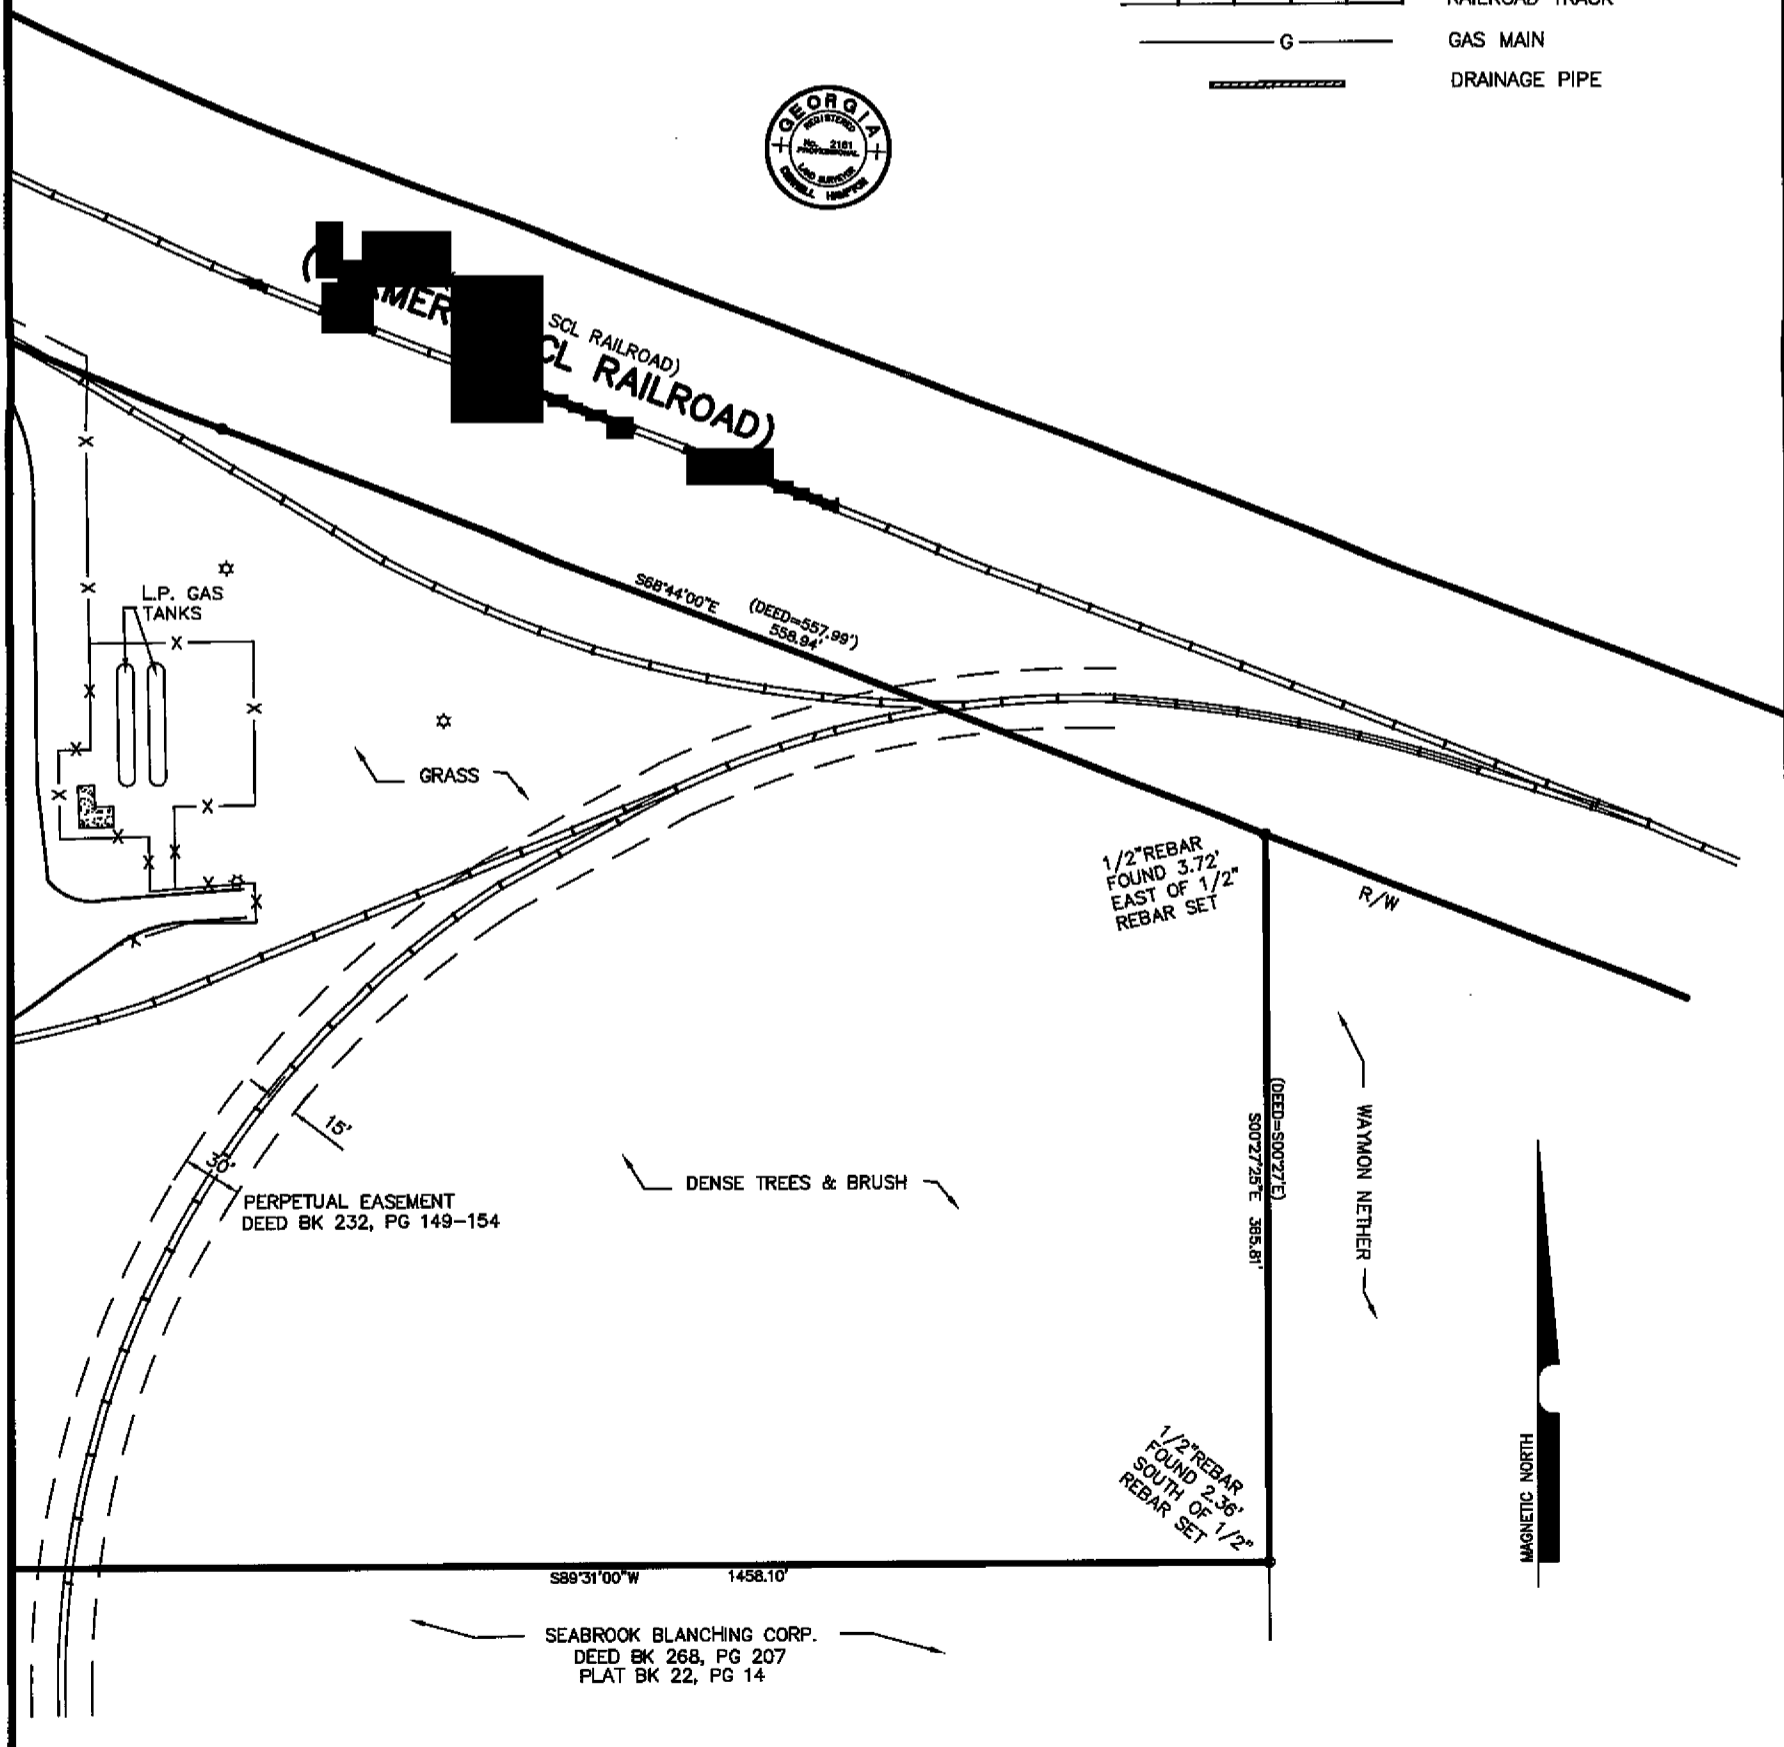 RAILROAD TRACK
G
GAS MAIN
DRAINAGE PIPE
GEORGIA
REGISTERED
No. 2161
PROFESSIONAL
LAND SURVEYOR
HAMPTON
SCL RAILROAD)
CL RAILROAD)
S68°44'00"E
(DEED=557.99')
558.94'
L.P. GAS
TANKS
GRASS
1/2"REBAR
FOUND 3.72'
EAST OF 1/2"
REBAR SET
R/W
15'
30'
PERPETUAL EASEMENT
DEED BK 232, PG 149-154
DENSE TREES & BRUSH
(DEED=S00°27'E)
S00°27'25"E 385.81'
WAYMON NETHER
1/2"REBAR
FOUND 2.36'
SOUTH OF 1/2"
REBAR SET
MAGNETIC NORTH
S89°31'00"W 1458.10'
SEABROOK BLANCHING CORP.
DEED BK 268, PG 207
PLAT BK 22, PG 14